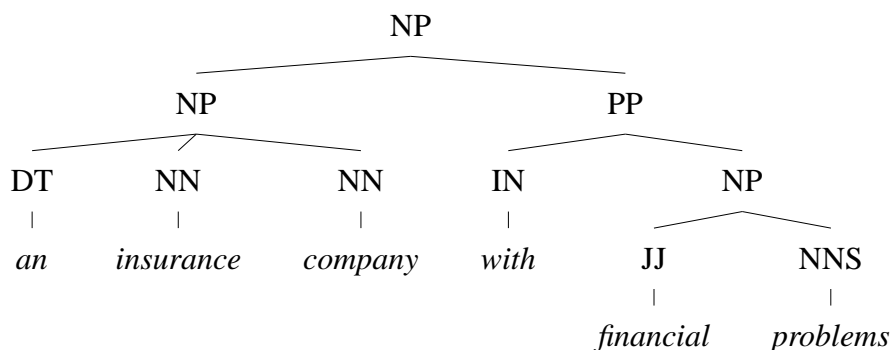 NP
NP PP
DT NN NN IN NP
an insurance company with JJ NNS
financial problems